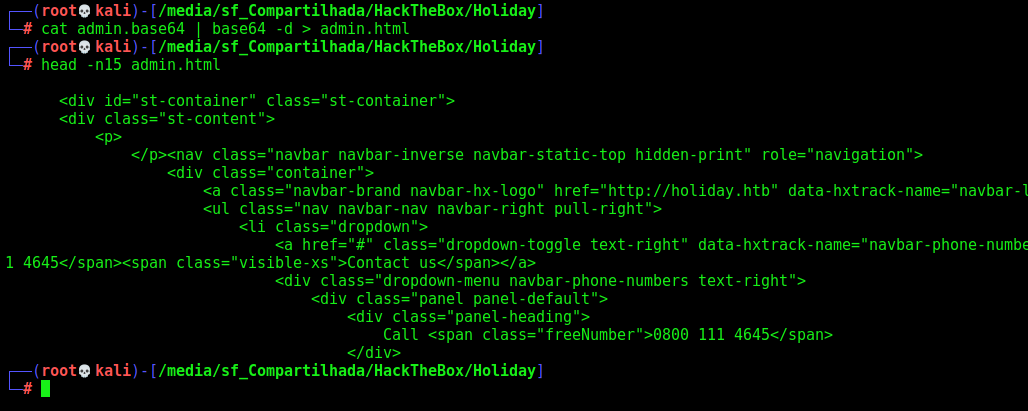 ┌──(root💀kali)-[/media/sf_Compartilhada/HackTheBox/Holiday]
└─# cat admin.base64 | base64 -d > admin.html
┌──(root💀kali)-[/media/sf_Compartilhada/HackTheBox/Holiday]
└─# head -n15 admin.html
<div id="st-container" class="st-container">
<div class="st-content">
<p>
</p><nav class="navbar navbar-inverse navbar-static-top hidden-print" role="navigation">
<div class="container">
<a class="navbar-brand navbar-hx-logo" href="http://holiday.htb" data-hxtrack-name="navbar-l
<ul class="nav navbar-nav navbar-right pull-right">
<li class="dropdown">
<a href="#" class="dropdown-toggle text-right" data-hxtrack-name="navbar-phone-numbe
1 4645</span><span class="visible-xs">Contact us</span></a>
<div class="dropdown-menu navbar-phone-numbers text-right">
<div class="panel panel-default">
<div class="panel-heading">
Call <span class="freeNumber">0800 111 4645</span>
</div>
┌──(root💀kali)-[/media/sf_Compartilhada/HackTheBox/Holiday]
└─#